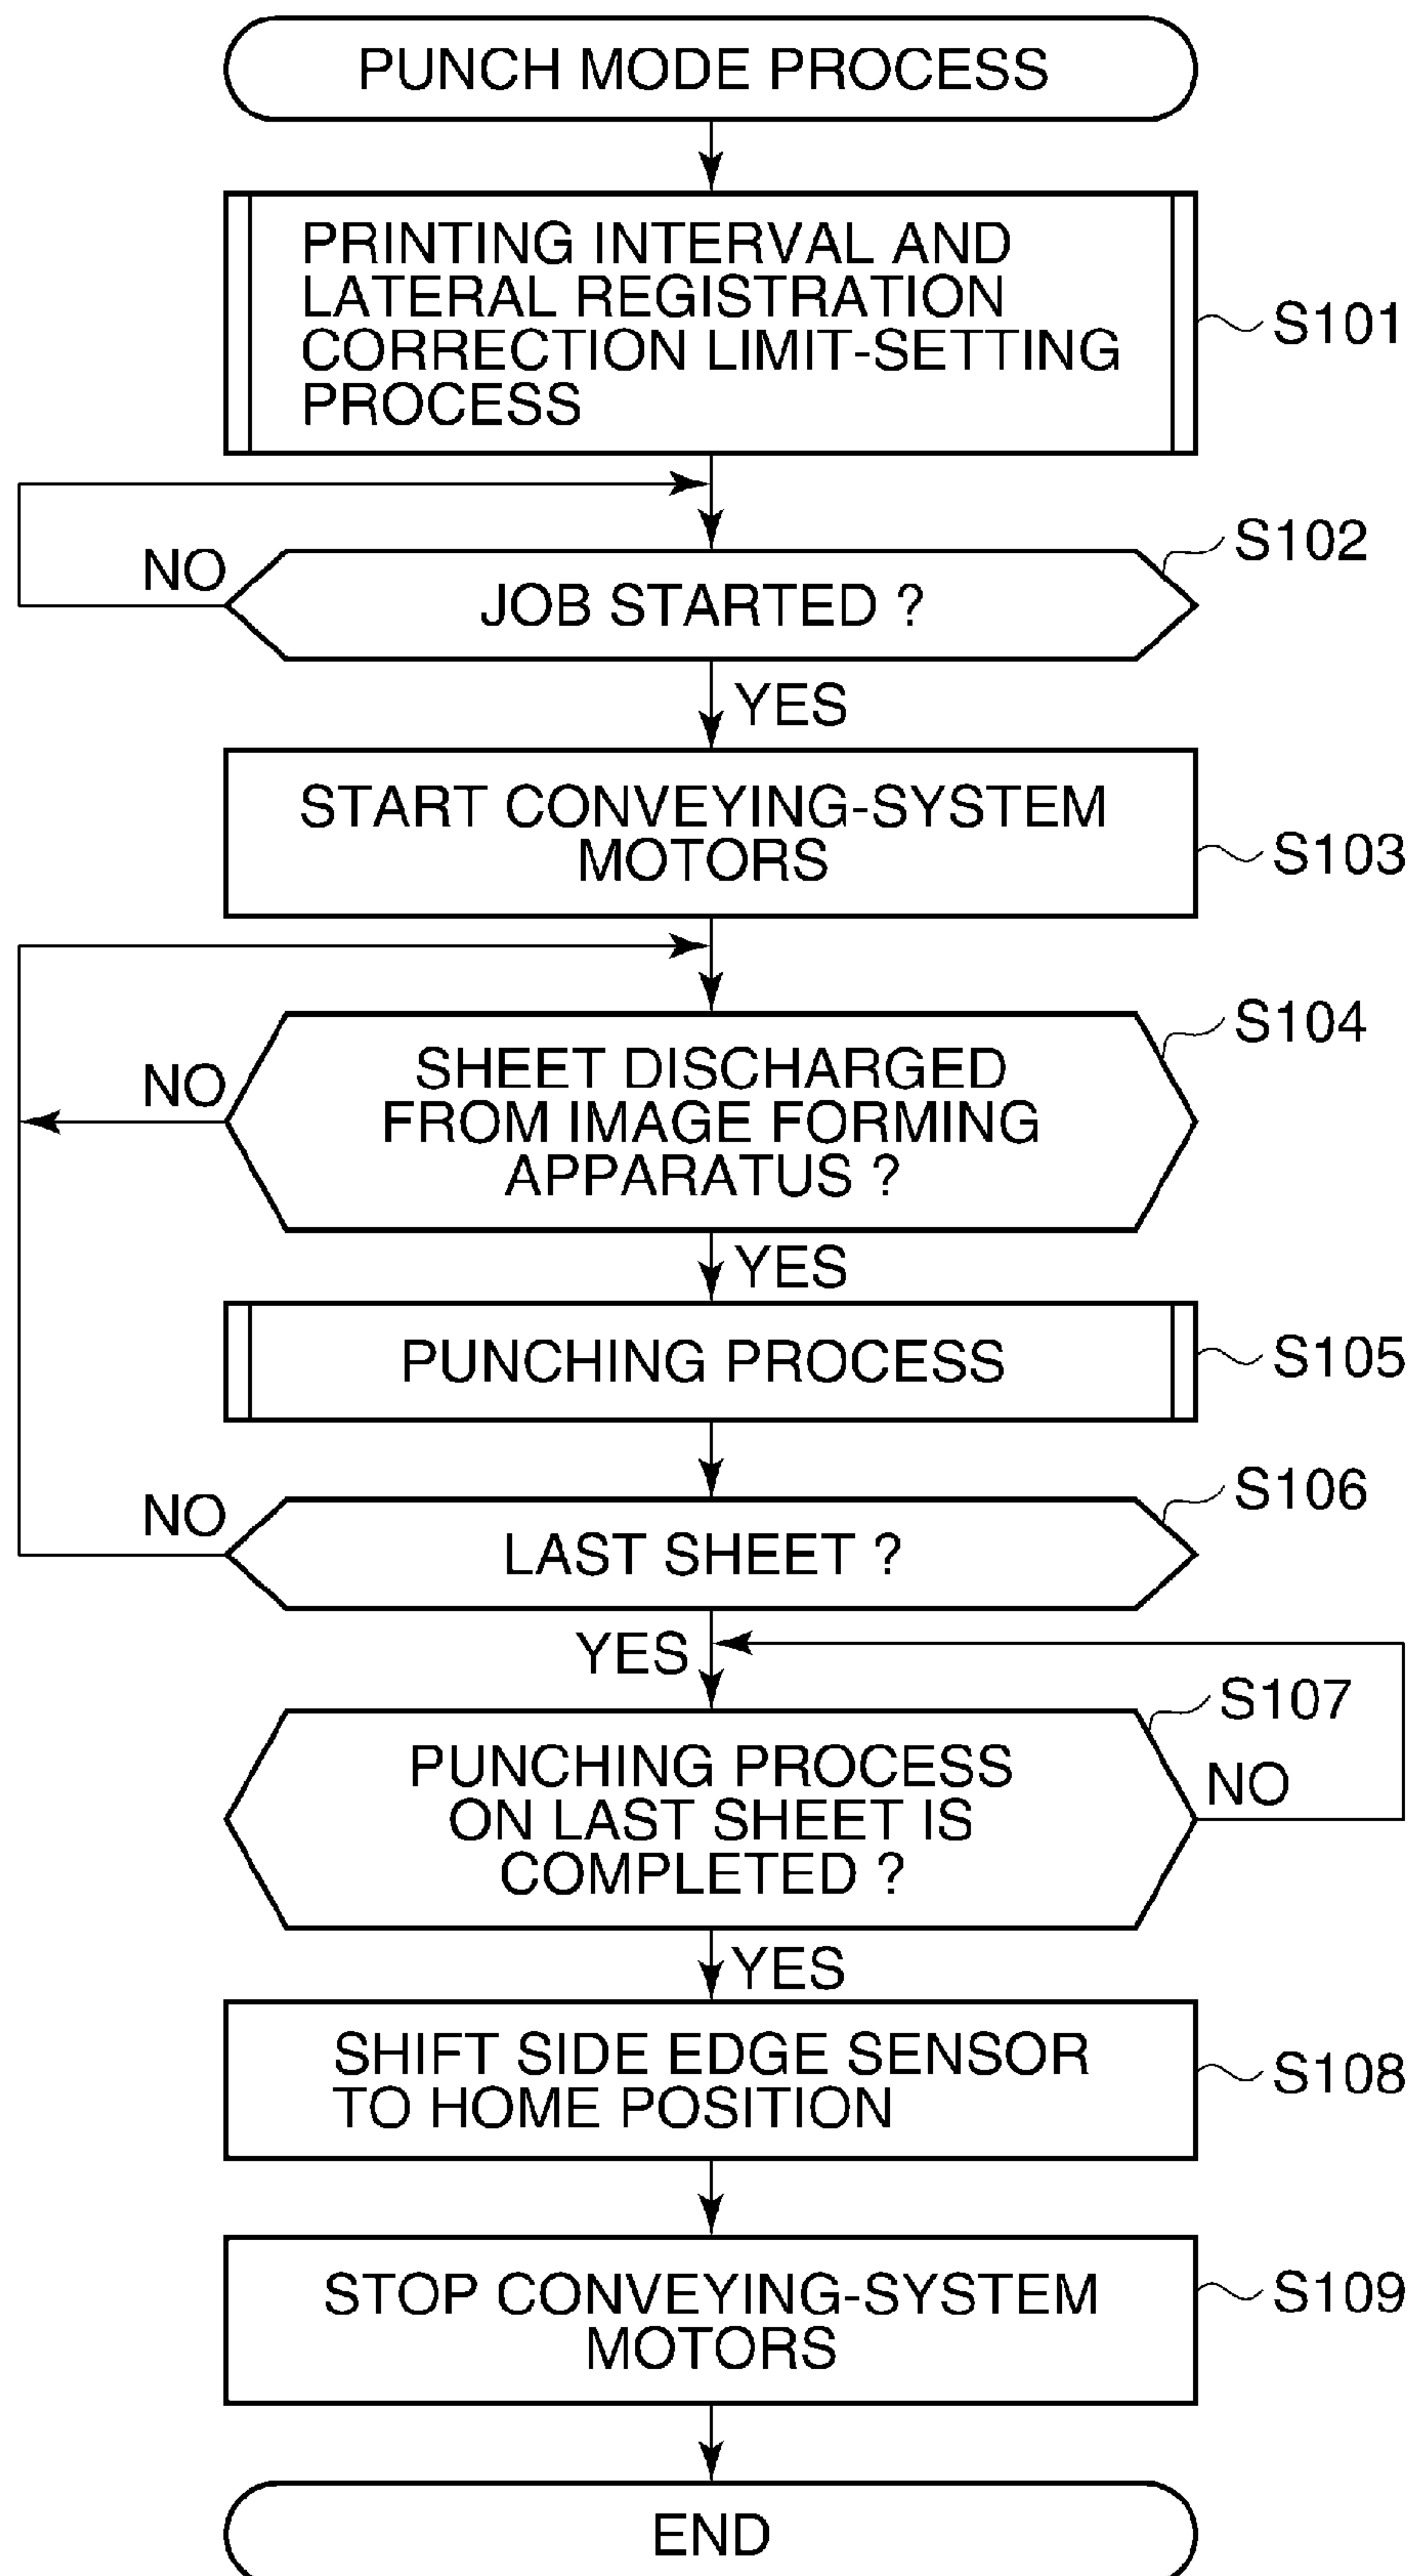 PUNCH MODE PROCESS
PRINTING INTERVAL AND
LATERAL REGISTRATION
CORRECTION LIMIT-SETTING
PROCESS
S101
S102
NO
JOB STARTED ?
YES
START CONVEYING-SYSTEM
MOTORS
S103
S104
NO
SHEET DISCHARGED
FROM IMAGE FORMING
APPARATUS ?
YES
PUNCHING PROCESS
S105
S106
NO
LAST SHEET ?
YES
S107
PUNCHING PROCESS
ON LAST SHEET IS
COMPLETED ?
NO
YES
SHIFT SIDE EDGE SENSOR
TO HOME POSITION
S108
STOP CONVEYING-SYSTEM
MOTORS
S109
END